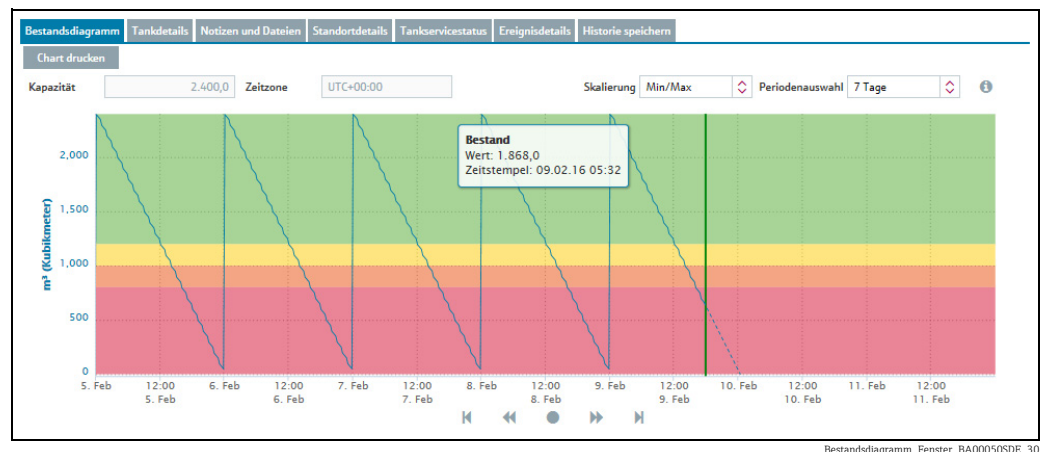 Bestandsdiagramm Tankdetails Notizen und Dateien Standortdetails Tankservicestatus Ereignisdetails Historie speichern
Chart drucken
Kapazität 2.400,0 Zeitzone UTC+00:00 Skalierung Min/Max Periodenauswahl 7 Tage
Bestand
Wert: 1.868,0
Zeitstempel: 09.02.16 05:32
m³ (Kubikmeter)
2,000
1,500
1,000
500
0
5. Feb 12:00 6. Feb 12:00 7. Feb 12:00 8. Feb 12:00 9. Feb 12:00 10. Feb 12:00 11. Feb 12:00
5. Feb 6. Feb 7. Feb 8. Feb 9. Feb 10. Feb 11. Feb
Bestandsdiagramm_Fenster_BA00050SDE_30